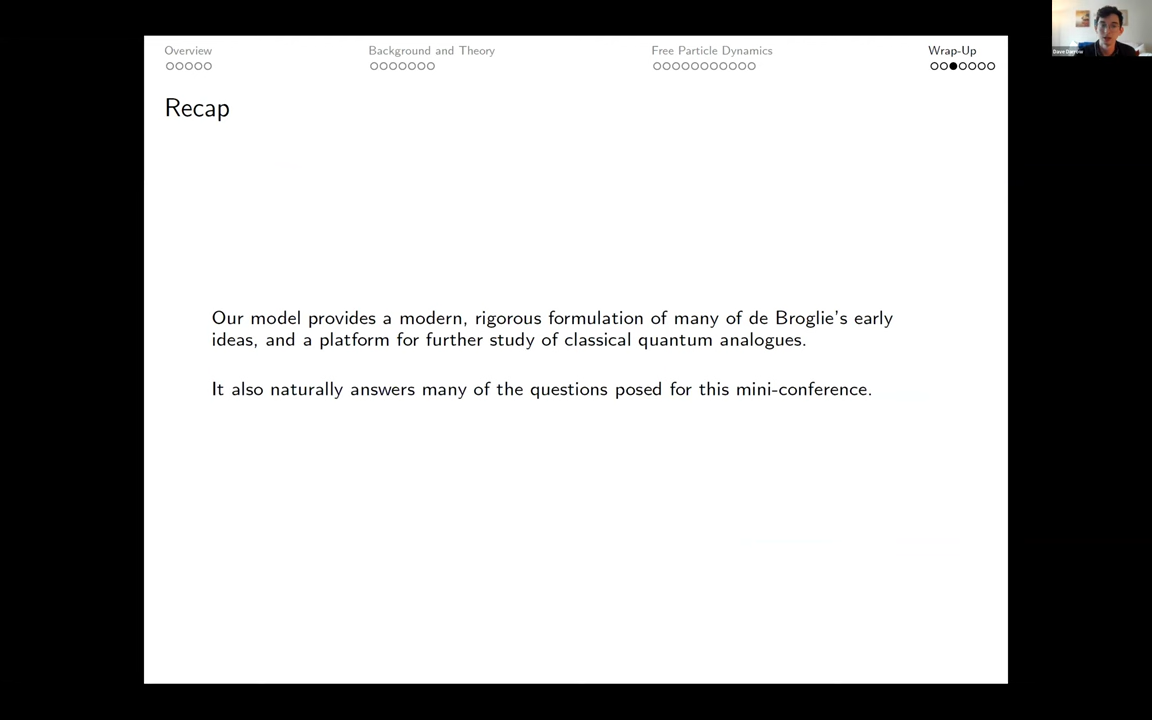 Overview
Background and Theory
Free Particle Dynamics
Wrap-Up
Recap
Our model provides a modern, rigorous formulation of many of de Broglie's early
ideas, and a platform for further study of classical quantum analogues.
It also naturally answers many of the questions posed for this mini-conference.
Dave Darrow